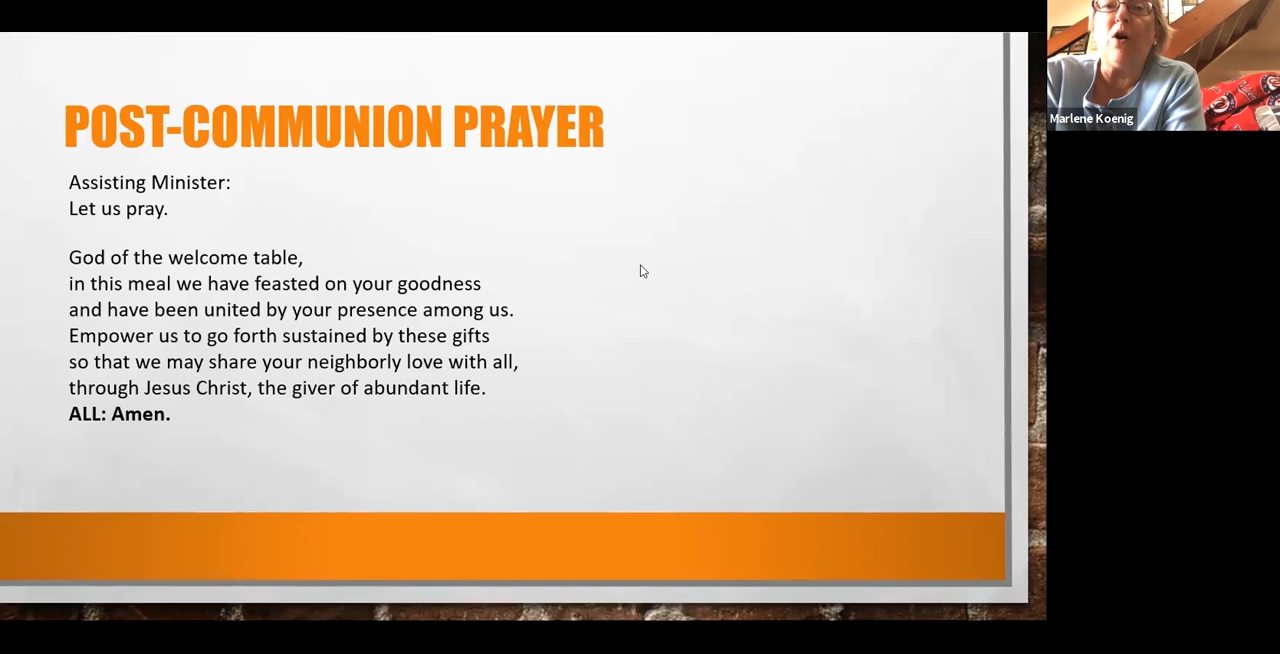 POST-COMMUNION PRAYER
Assisting Minister:
Let us pray.
God of the welcome table,
in this meal we have feasted on your goodness
and have been united by your presence among us.
Empower us to go forth sustained by these gifts
so that we may share your neighborly love with all,
through Jesus Christ, the giver of abundant life.
ALL: Amen.
Marlene Koenig